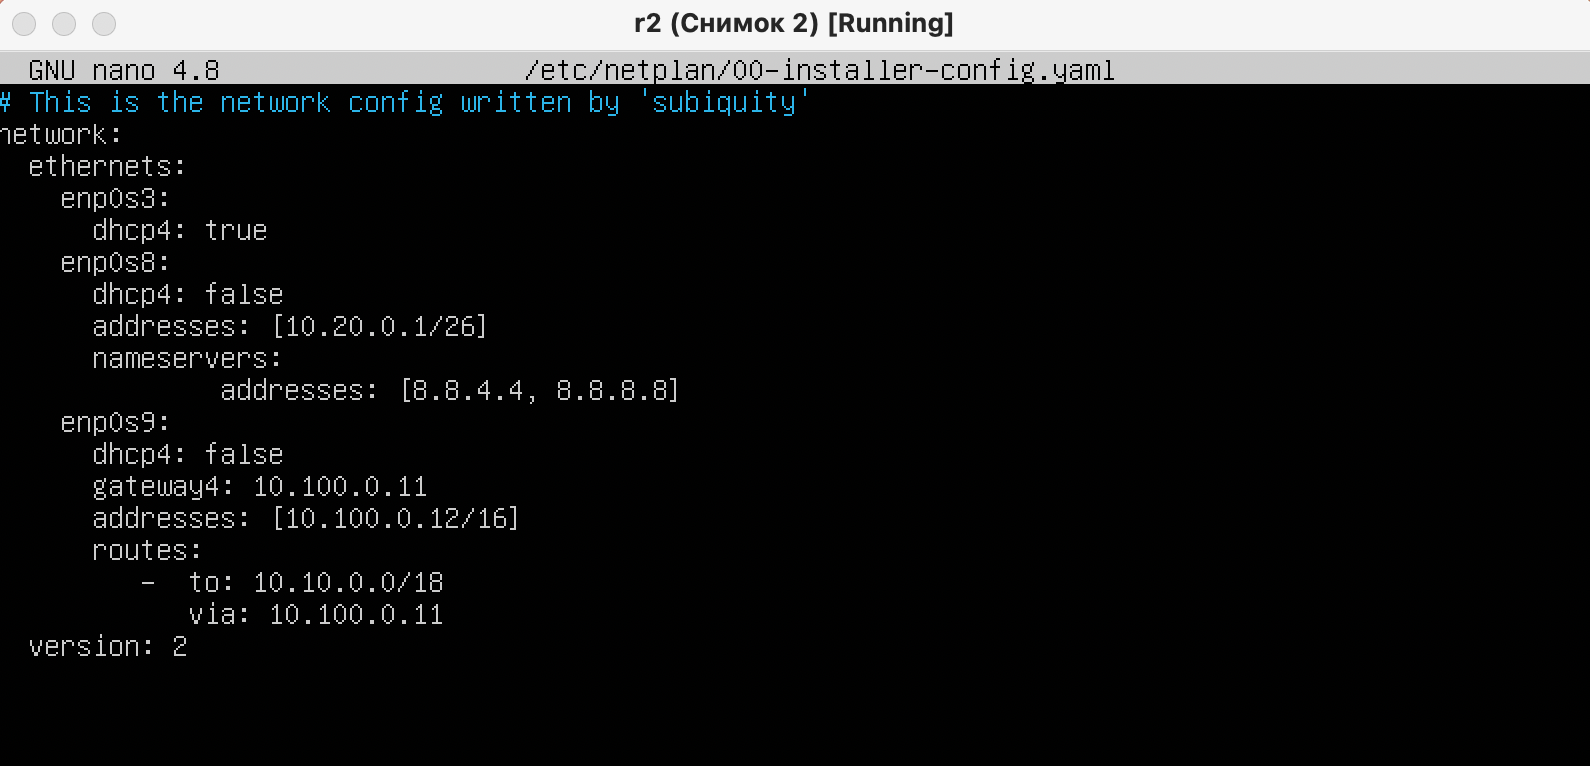 r2 (Снимок 2) [Running]
GNU nano 4.8 /etc/netplan/00-installer-config.yaml
# This is the network config written by 'subiquity'
network:
  ethernets:
    enp0s3:
      dhcp4: true
    enp0s8:
      dhcp4: false
      addresses: [10.20.0.1/26]
      nameservers:
              addresses: [8.8.4.4, 8.8.8.8]
    enp0s9:
      dhcp4: false
      gateway4: 10.100.0.11
      addresses: [10.100.0.12/16]
      routes:
         -  to: 10.10.0.0/18
            via: 10.100.0.11
  version: 2